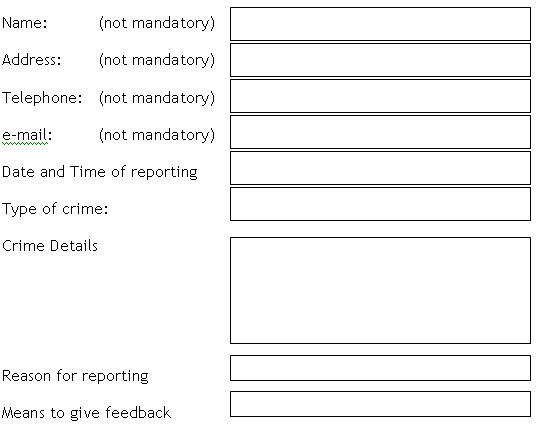 Name: (not mandatory)
Address: (not mandatory)
Telephone: (not mandatory)
e-mail: (not mandatory)
Date and Time of reporting
Type of crime:
Crime Details
Reason for reporting
Means to give feedback